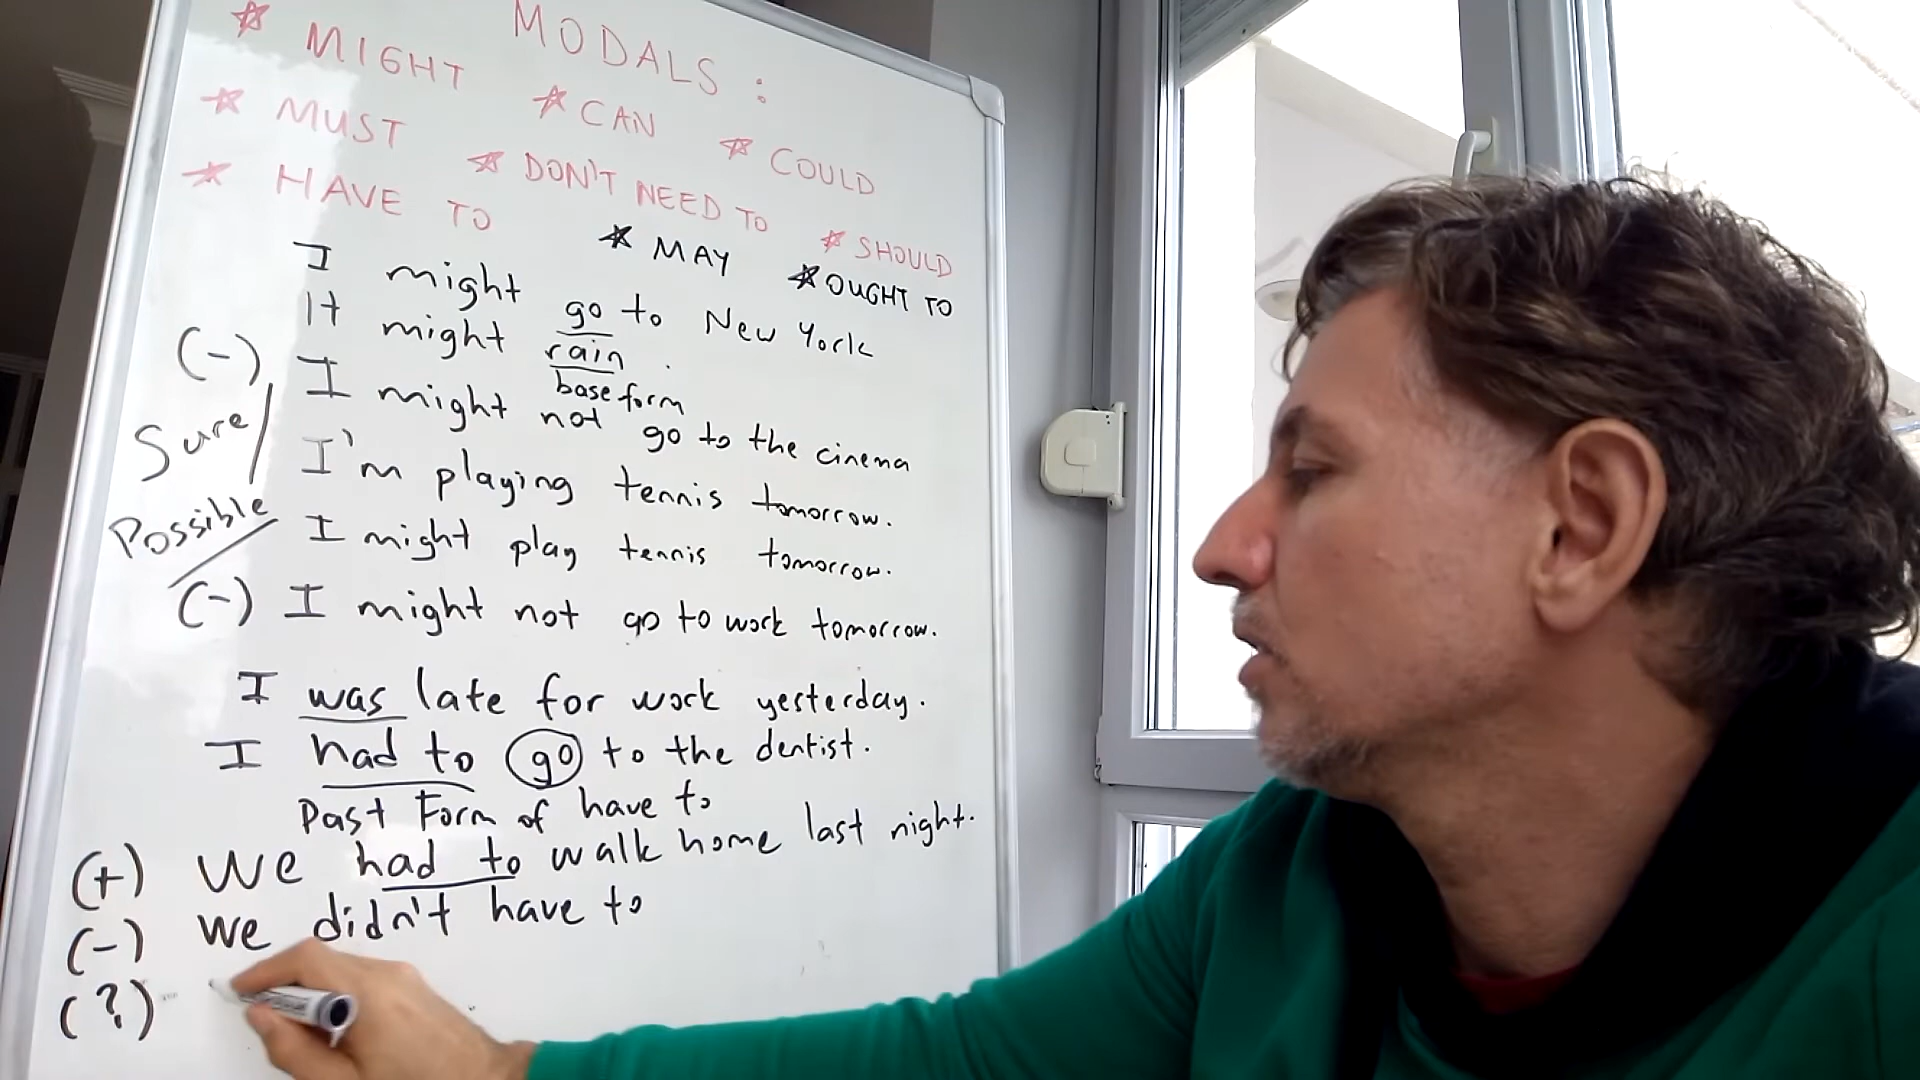 MODALS:
* MIGHT
* CAN
* COULD
* MUST
* DON'T NEED TO
* SHOULD
* HAVE TO
* MAY
* OUGHT TO
I might go to New York
It might rain.
base form
(-) I might not go to the cinema
Sure/ I'm playing tennis tomorrow.
Possible/ I might play tennis tomorrow.
(-) I might not go to work tomorrow.
I was late for work yesterday.
I had to go to the dentist.
Past Form of have to
(+) We had to walk home last night.
(-) We didn't have to
(?)